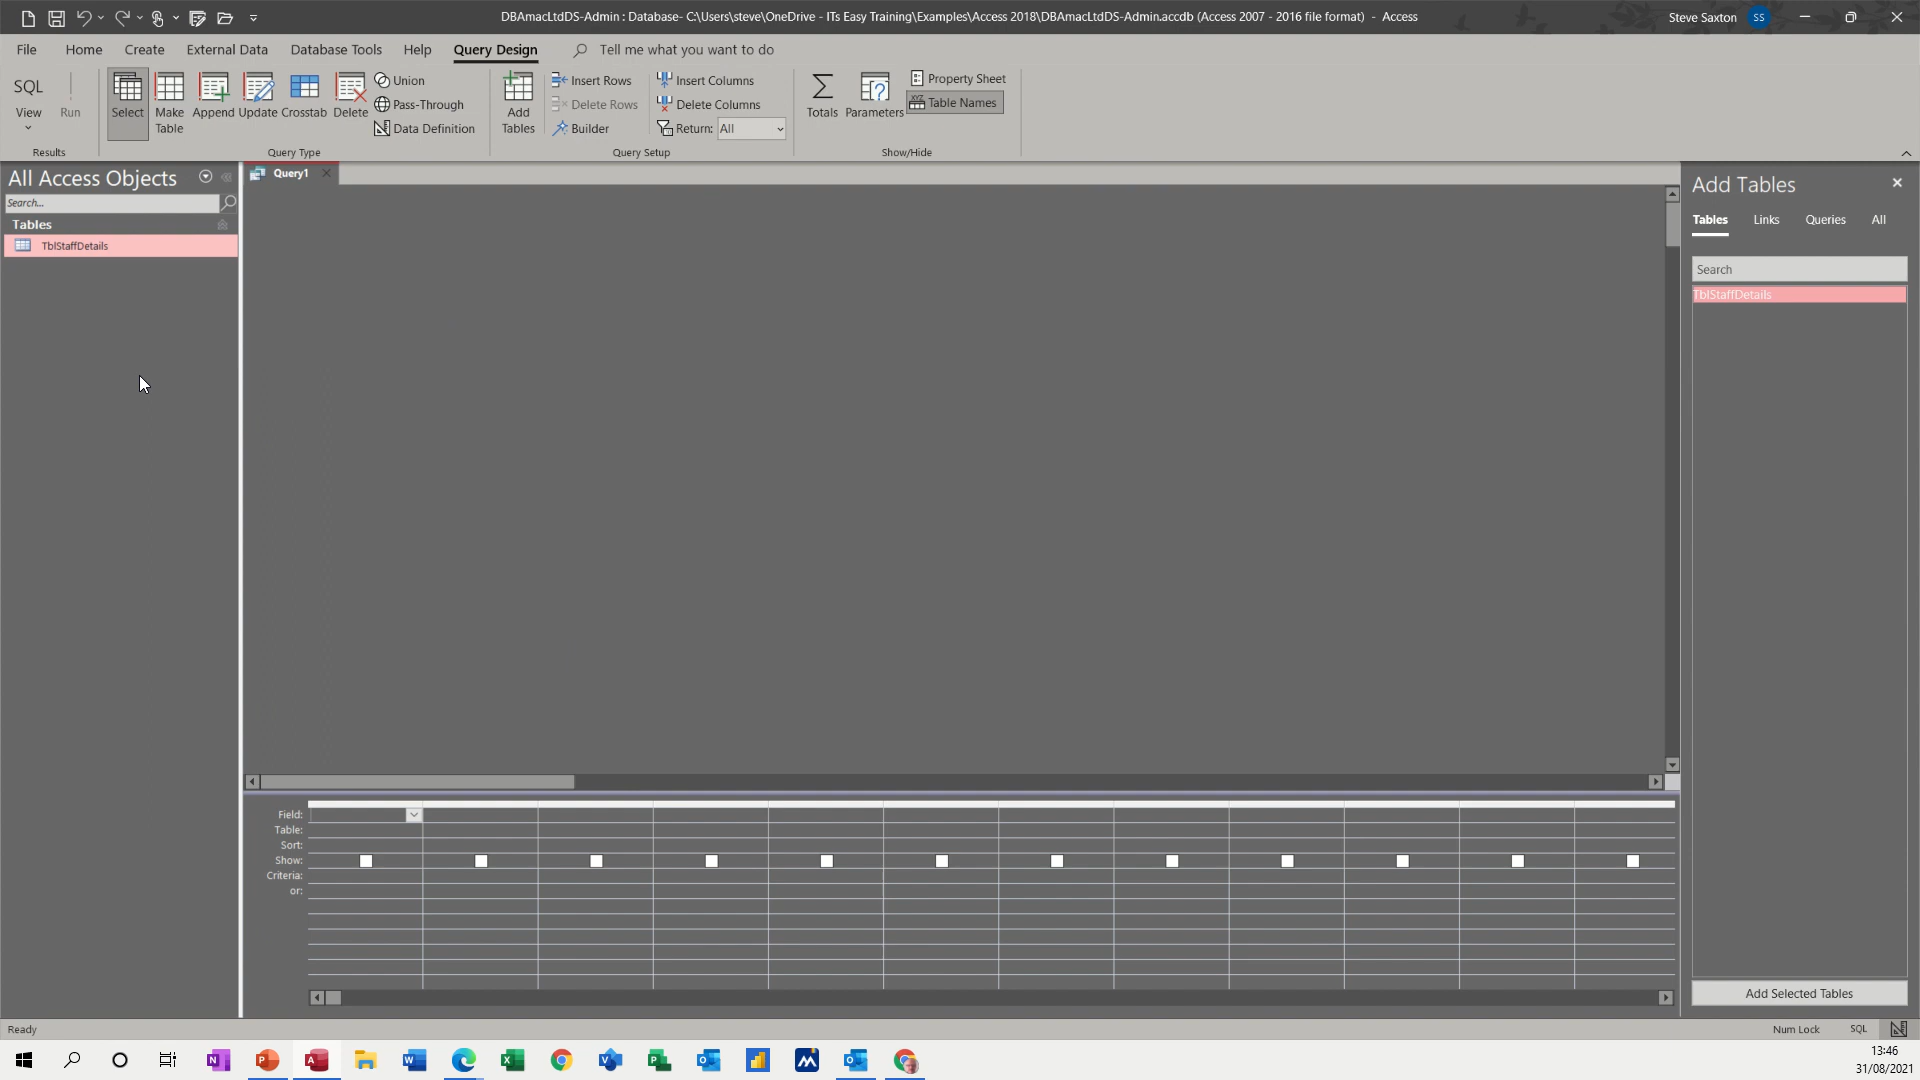 DBAmacLtdDS-Admin : Database- C:\Users\steve\OneDrive - ITs Easy Training\Examples\Access 2018\DBAmacLtdDS-Admin.accdb (Access 2007 - 2016 file format) - Access
Steve Saxton SS
File Home Create External Data Database Tools Help Query Design Tell me what you want to do
SQL View
Run
Results
Select
Make Table
Append
Update
Crosstab
Delete
Union
Pass-Through
Data Definition
Query Type
Add Tables
Insert Rows
Delete Rows
Builder
Insert Columns
Delete Columns
Return: All
Query Setup
Totals
Parameters
Property Sheet
XYZ Table Names
Show/Hide
All Access Objects
Search...
Tables
TblStaffDetails
Query1
Field:
Table:
Sort:
Show:
Criteria:
or:
Add Tables
Tables Links Queries All
Search
TblStaffDetails
Add Selected Tables
Ready
Num Lock SQL
13:46
31/08/2021